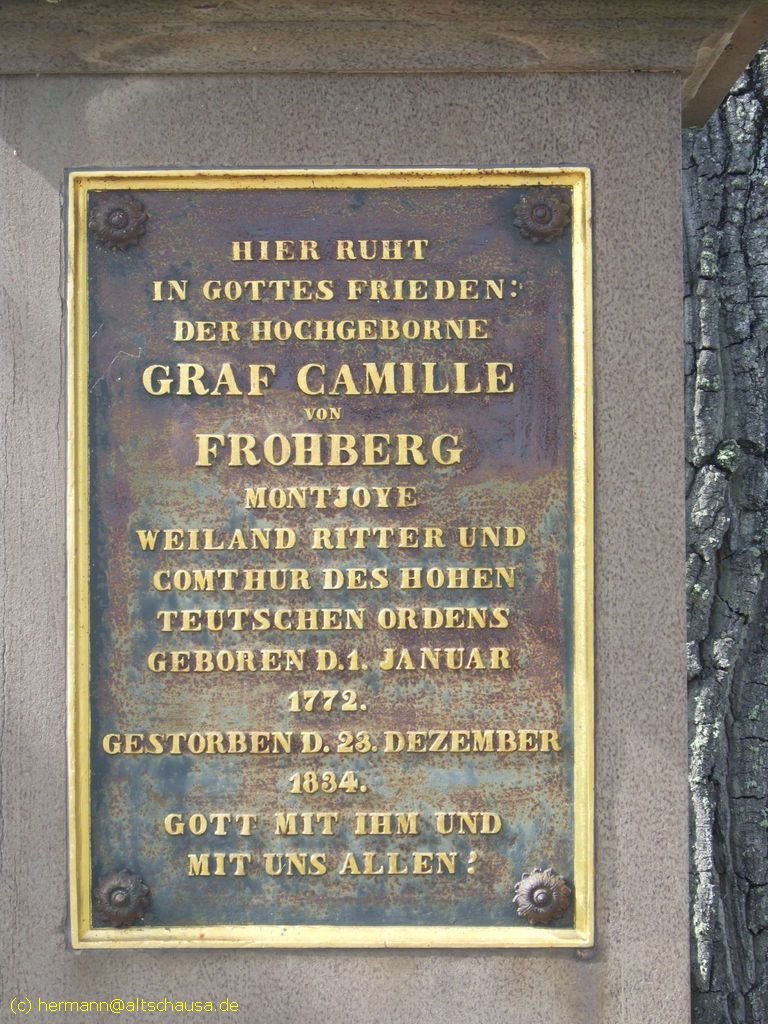 HIER RUHT
IN GOTTES FRIEDEN:
DER HOCHGEBORNE
GRAF CAMILLE
VON
FROHBERG
MONTJOYE
WEILAND RITTER UND
COMTHUR DES HOHEN
TEUTSCHEN ORDENS
GEBOREN D.1. JANUAR
1772.
GESTORBEN D. 23. DEZEMBER
1834.
GOTT MIT IHM UND
MIT UNS ALLEN!
(c) hermann@altschausa.de